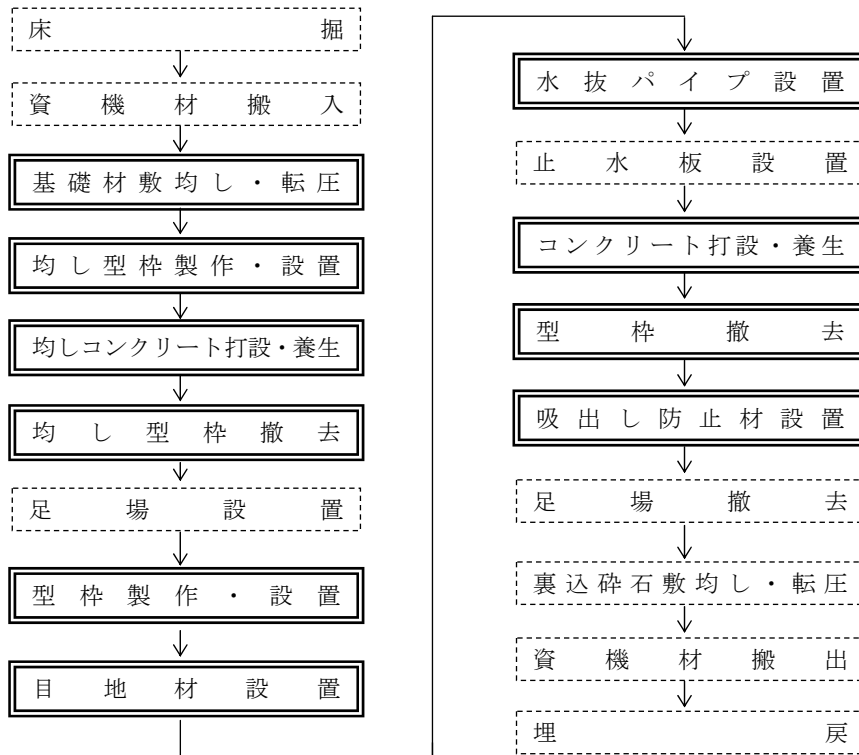 床掘
資機材搬入
基礎材敷均し・転圧
均し型枠製作・設置
均しコンクリート打設・養生
均し型枠撤去
足場設置
型枠製作・設置
目地材設置
水抜パイプ設置
止水板設置
コンクリート打設・養生
型枠撤去
吸出し防止材設置
足場撤去
裏込砕石敷均し・転圧
資機材搬出
埋戻